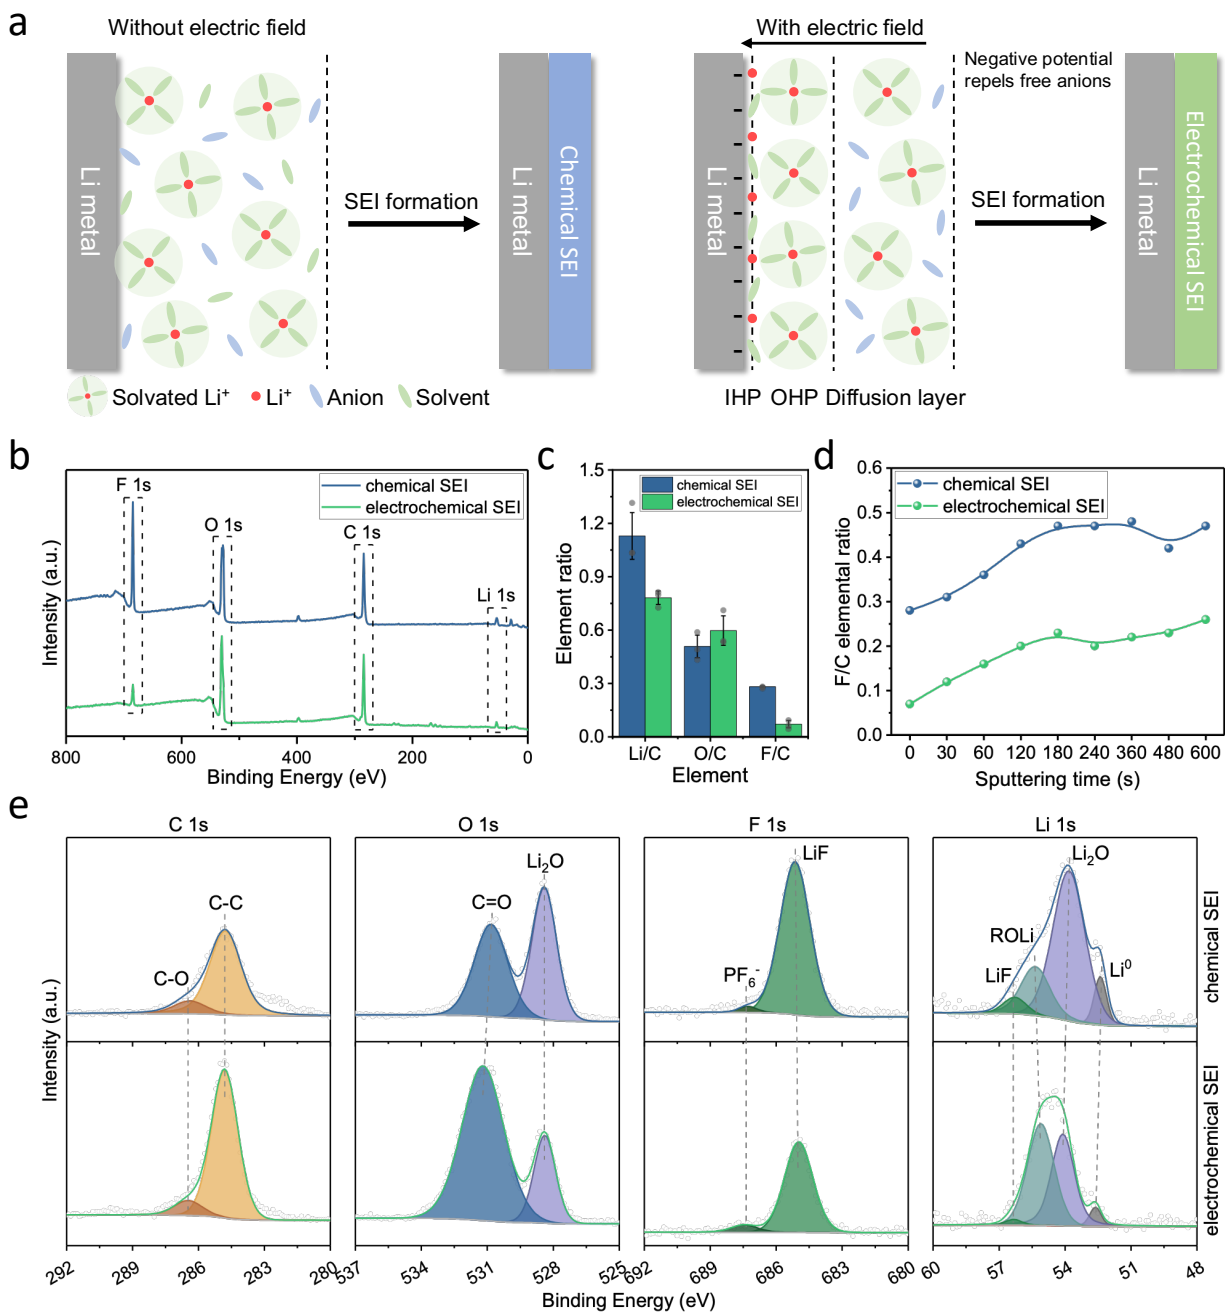 a
Without electric field
With electric field
Negative potential
repels free anions
Li metal
SEI formation
Li metal
Chemical SEI
Li metal
SEI formation
Li metal
Electrochemical SEI
Solvated Li⁺
Li⁺
Anion
Solvent
IHP OHP Diffusion layer
b
F 1s
O 1s
C 1s
Li 1s
chemical SEI
electrochemical SEI
Intensity (a.u.)
800 600 400 200 0
Binding Energy (eV)
c
chemical SEI
electrochemical SEI
Element ratio
1.5
1.2
0.9
0.6
0.3
0.0
Li/C O/C F/C
Element
d
chemical SEI
electrochemical SEI
F/C elemental ratio
0.6
0.5
0.4
0.3
0.2
0.1
0.0
0 30 60 120 180 240 360 480 600
Sputtering time (s)
e
C 1s
O 1s
F 1s
Li 1s
C-O
C-C
C=O
Li₂O
PF₆⁻
LiF
LiF
ROLi
Li₂O
Li⁰
chemical SEI
electrochemical SEI
Intensity (a.u.)
292 289 286 283 280
537 534 531 528 525
692 689 686 683 680
60 57 54 51 48
Binding Energy (eV)